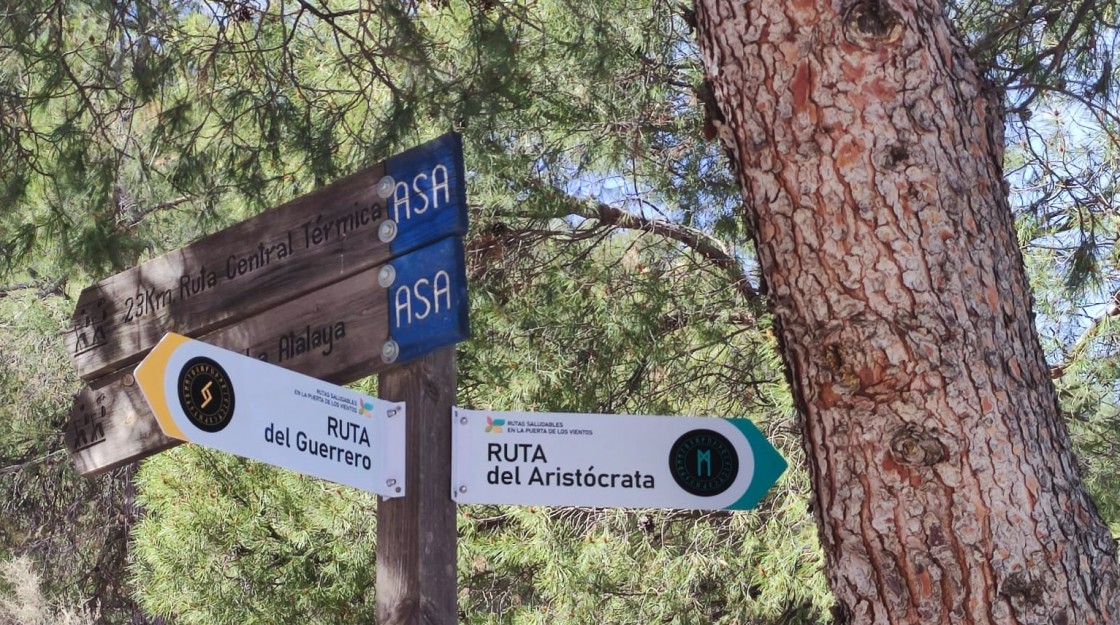 ASA
23Km Ruta Central Térmica
ASA
Atalaya
RUTAS SALUDABLES
EN LA PUERTA DE LOS VIENTOS
RUTA
del Guerrero
RUTAS SALUDABLES
EN LA PUERTA DE LOS VIENTOS
RUTA
del Aristócrata